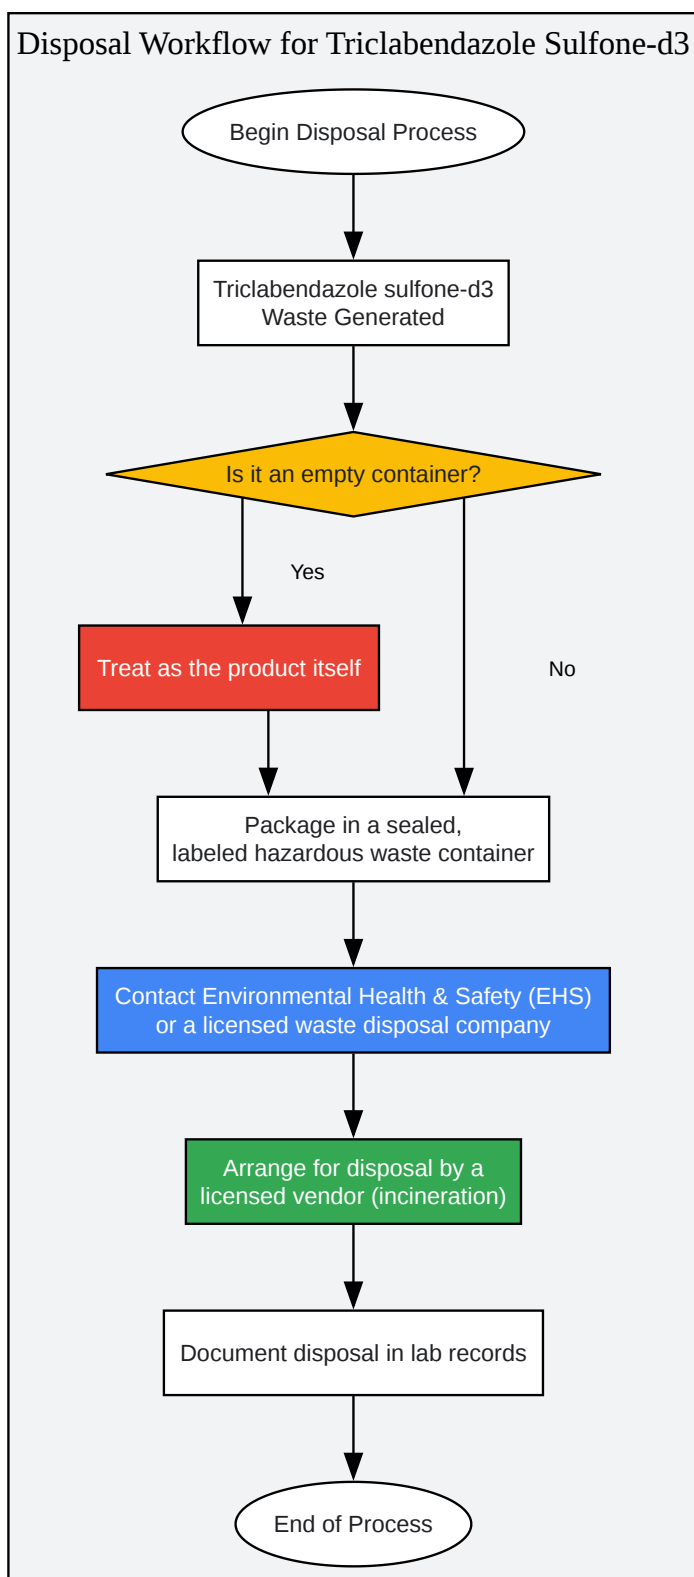 Disposal Workflow for Triclabendazole Sulfone-d3
Begin Disposal Process
Triclabendazole sulfone-d3
Waste Generated
Is it an empty container?
Yes
Treat as the product itself
No
Package in a sealed,
labeled hazardous waste container
Contact Environmental Health & Safety (EHS)
or a licensed waste disposal company
Arrange for disposal by a
licensed vendor (incineration)
Document disposal in lab records
End of Process